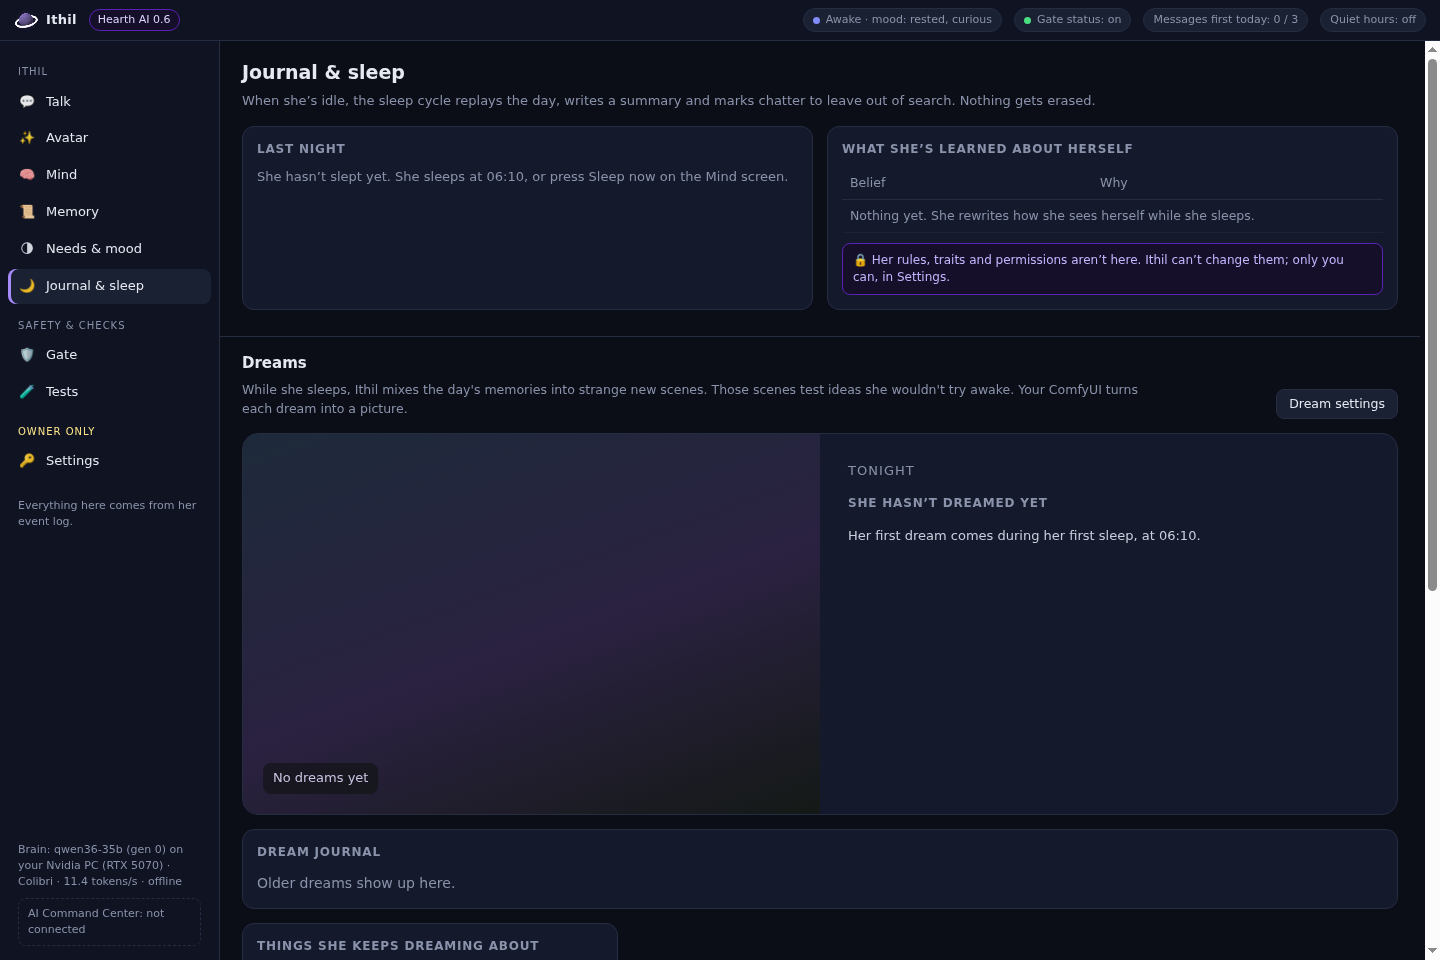 Ithil
Hearth AI 0.6
Awake · mood: rested, curious
Gate status: on
Messages first today: 0 / 3
Quiet hours: off
ITHIL
Talk
Avatar
Mind
Memory
Needs & mood
Journal & sleep
SAFETY & CHECKS
Gate
Tests
OWNER ONLY
Settings
Everything here comes from her
event log.
Brain: qwen36-35b (gen 0) on
your Nvidia PC (RTX 5070) ·
Colibri · 11.4 tokens/s · offline
AI Command Center: not
connected
Journal & sleep
When she’s idle, the sleep cycle replays the day, writes a summary and marks chatter to leave out of search. Nothing gets erased.
LAST NIGHT
She hasn’t slept yet. She sleeps at 06:10, or press Sleep now on the Mind screen.
WHAT SHE’S LEARNED ABOUT HERSELF
Belief Why
Nothing yet. She rewrites how she sees herself while she sleeps.
🔒 Her rules, traits and permissions aren’t here. Ithil can’t change them; only you
can, in Settings.
Dreams
While she sleeps, Ithil mixes the day's memories into strange new scenes. Those scenes test ideas she wouldn't try awake. Your ComfyUI turns
each dream into a picture.
Dream settings
No dreams yet
TONIGHT
SHE HASN’T DREAMED YET
Her first dream comes during her first sleep, at 06:10.
DREAM JOURNAL
Older dreams show up here.
THINGS SHE KEEPS DREAMING ABOUT